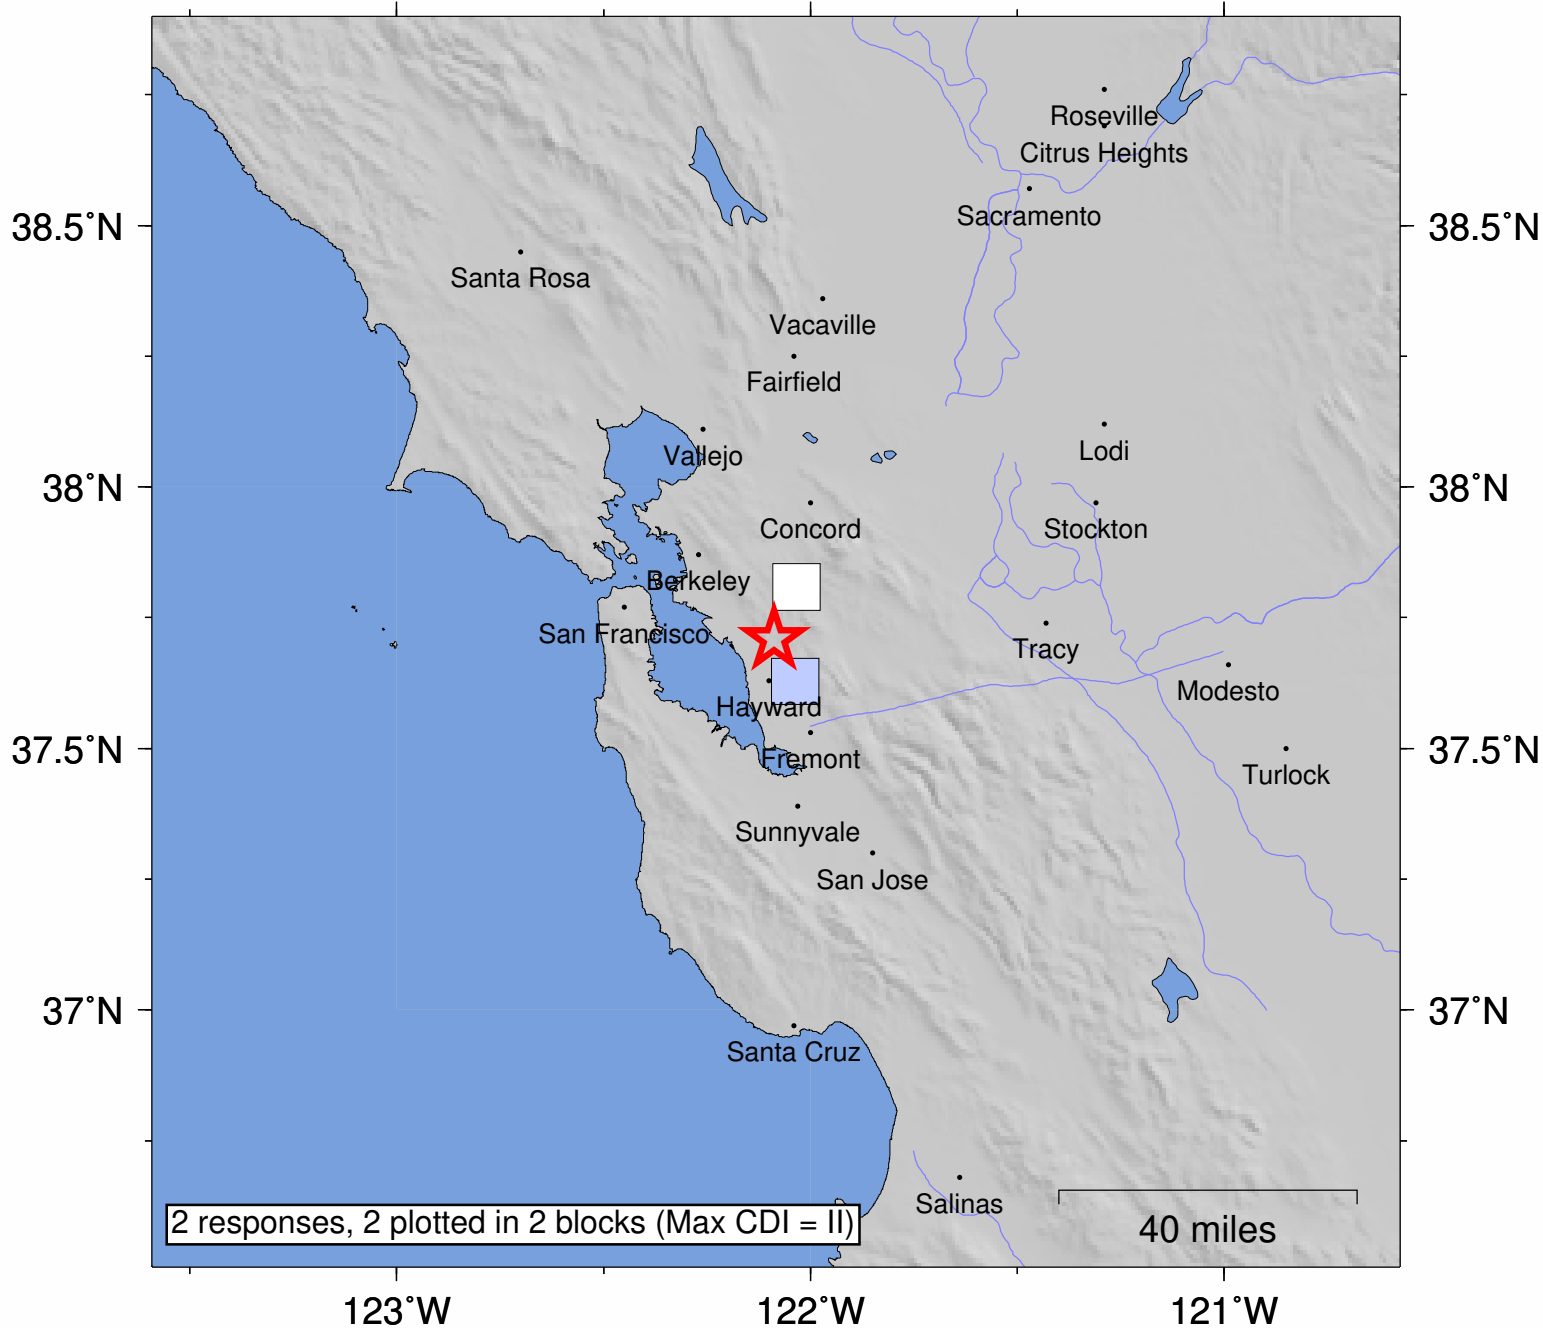 Roseville
Citrus Heights
Sacramento
38.5°N
38.5°N
Santa Rosa
Vacaville
Fairfield
Vallejo
Lodi
38°N
38°N
Concord
Stockton
Berkeley
San Francisco
Tracy
Modesto
Hayward
37.5°N
37.5°N
Fremont
Turlock
Sunnyvale
San Jose
37°N
37°N
Santa Cruz
Salinas
2 responses, 2 plotted in 2 blocks (Max CDI = II)
40 miles
123°W
122°W
121°W